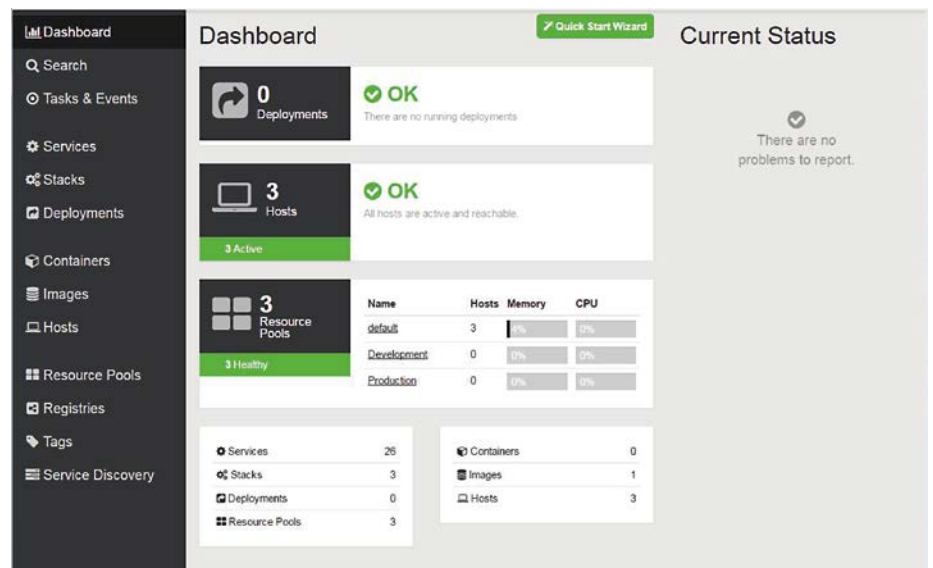 Dashboard
Search
Tasks & Events
Services
Stacks
Deployments
Containers
Images
Hosts
Resource Pools
Registries
Tags
Service Discovery
Dashboard
Quick Start Wizard
0
Deployments
OK
There are no running deployments
3
Hosts
3 Active
OK
All hosts are active and reachable.
3
Resource
Pools
3 Healthy
Name Hosts Memory CPU
default 3 4% 0%
Development 0 0% 0%
Production 0 0% 0%
Services 26
Stacks 3
Deployments 0
Resource Pools 3
Containers 0
Images 1
Hosts 3
Current Status
There are no
problems to report.